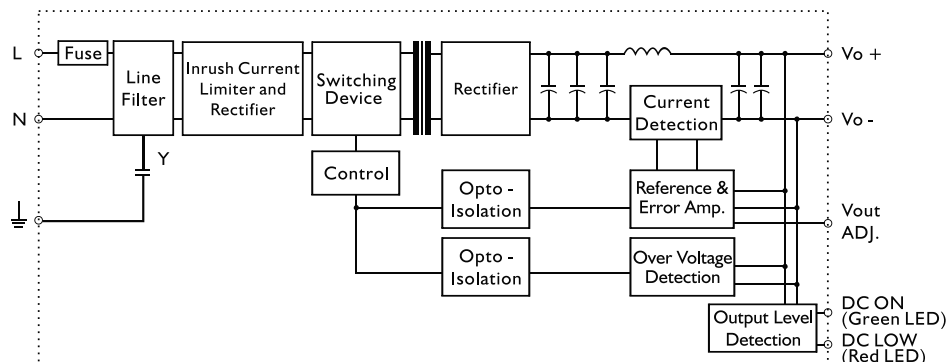 L
Fuse
Line
Filter
Inrush Current
Limiter and
Rectifier
Switching
Device
Rectifier
Current
Detection
Vo +
N
Vo -
Y
Control
Opto -
Isolation
Reference &
Error Amp.
Vout
ADJ.
Opto -
Isolation
Over Voltage
Detection
Output Level
Detection
DC ON
(Green LED)
DC LOW
(Red LED)